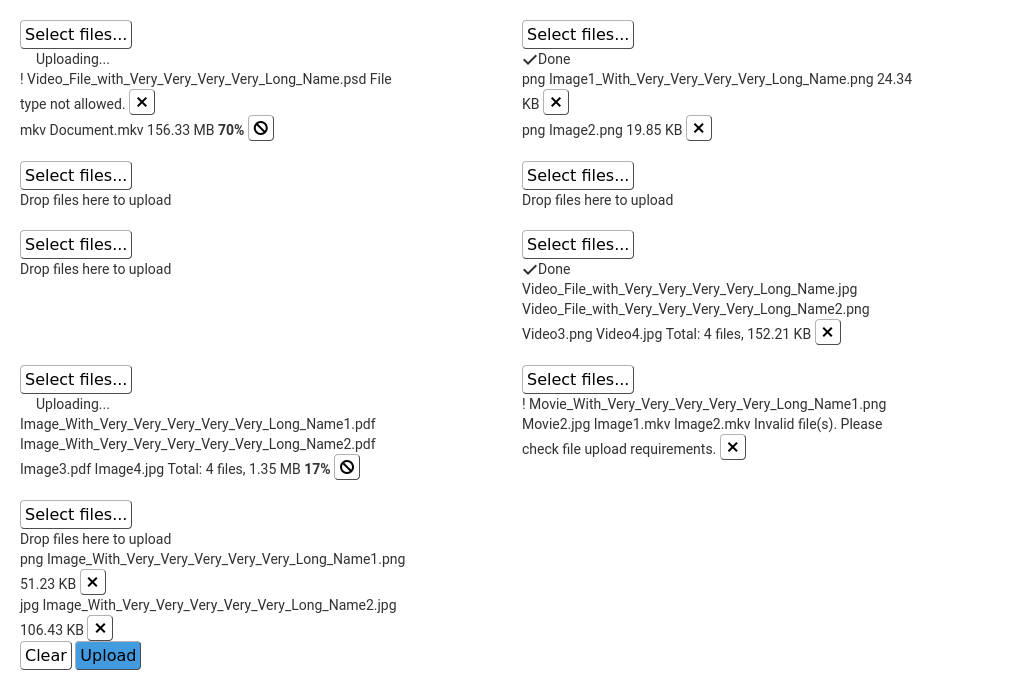 Select files...
Uploading...
! Video_File_with_Very_Very_Very_Very_Long_Name.psd File
type not allowed.
mkv Document.mkv 156.33 MB 70%
Select files...
Done
png Image1_With_Very_Very_Very_Very_Long_Name.png 24.34
KB
png Image2.png 19.85 KB
Select files...
Drop files here to upload
Select files...
Drop files here to upload
Select files...
Drop files here to upload
Select files...
Done
Video_File_with_Very_Very_Very_Very_Long_Name.jpg
Video_File_with_Very_Very_Very_Very_Long_Name2.png
Video3.png Video4.jpg Total: 4 files, 152.21 KB
Select files...
Uploading...
Image_With_Very_Very_Very_Very_Very_Long_Name1.pdf
Image_With_Very_Very_Very_Very_Very_Long_Name2.pdf
Image3.pdf Image4.jpg Total: 4 files, 1.35 MB 17%
Select files...
! Movie_With_Very_Very_Very_Very_Very_Long_Name1.png
Movie2.jpg Image1.mkv Image2.mkv Invalid file(s). Please
check file upload requirements.
Select files...
Drop files here to upload
png Image_With_Very_Very_Very_Very_Very_Long_Name1.png
51.23 KB
jpg Image_With_Very_Very_Very_Very_Very_Long_Name2.jpg
106.43 KB
Clear Upload